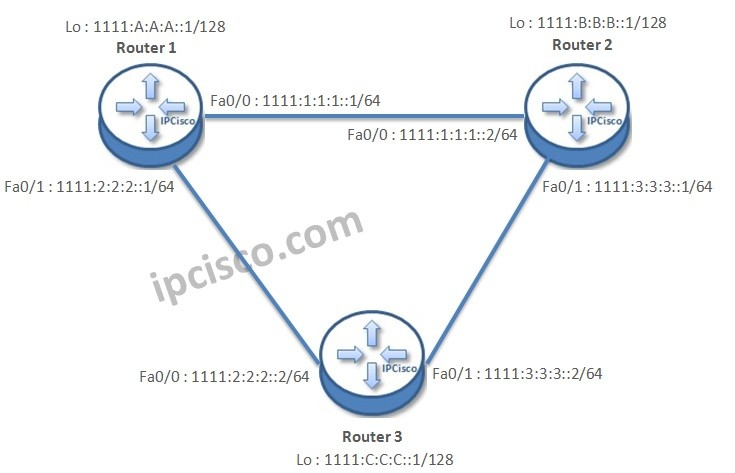 Lo : 1111:A:A:A::1/128
Router 1
Lo : 1111:B:B:B::1/128
Router 2
Fa0/0 : 1111:1:1:1::1/64
IPCisco
IPCisco
Fa0/0 : 1111:1:1:1::2/64
Fa0/1 : 1111:2:2:2::1/64
Fa0/1 : 1111:3:3:3::1/64
ipcisco.com
IPCisco
Fa0/0 : 1111:2:2:2::2/64
Fa0/1 : 1111:3:3:3::2/64
Router 3
Lo : 1111:C:C:C::1/128